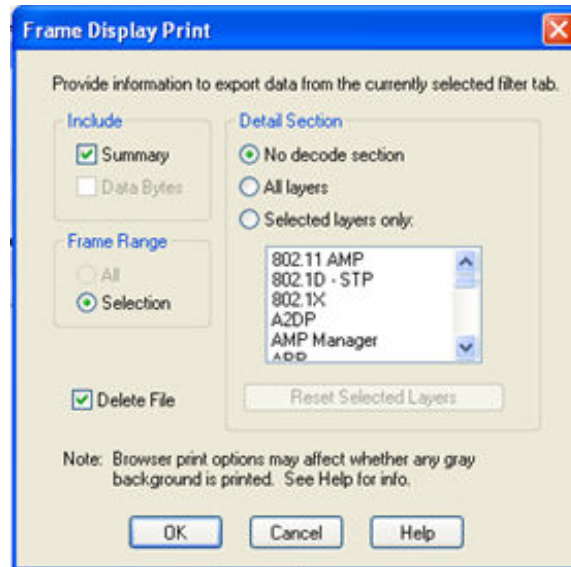 Frame Display Print
Provide information to export data from the currently selected filter tab.
Include
Summary
Data Bytes
Frame Range
All
Selection
Delete File
Detail Section
No decode section
All layers
Selected layers only:
802.11 AMP
802.1D - STP
802.1X
A2DP
AMP Manager
Reset Selected Layers
Note: Browser print options may affect whether any gray
background is printed. See Help for info.
OK
Cancel
Help